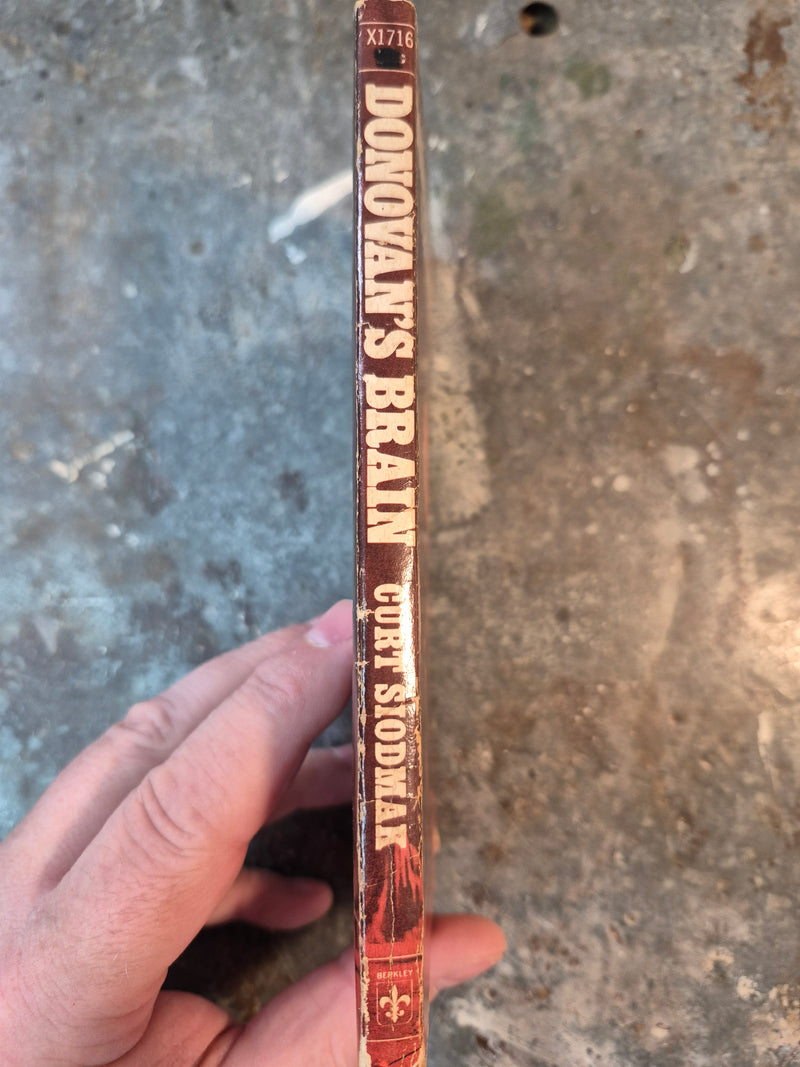 X1716
DONOVAN'S BRAIN
CURT SIODMAK
BERKLEY